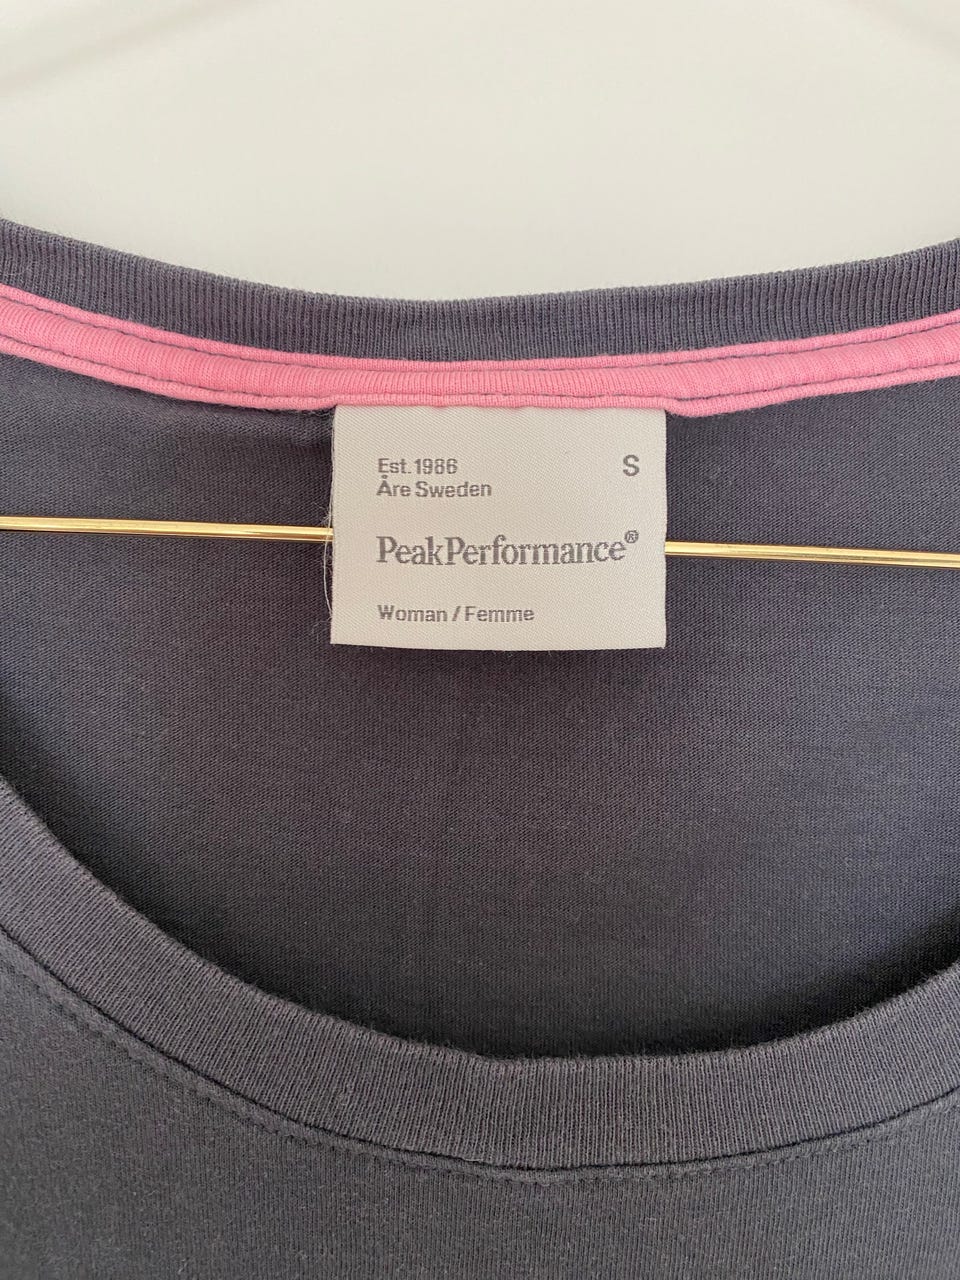 Est. 1986
S
Åre Sweden
PeakPerformance®
Woman / Femme